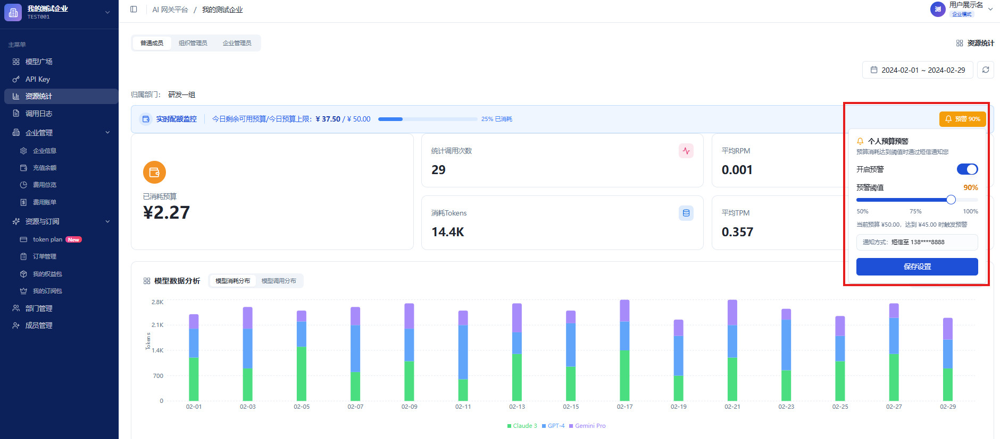 我的测试企业
TEST001
主菜单
模型广场
API Key
资源统计
调用日志
企业管理
企业信息
充值余额
费用总览
费用账单
资源与订阅
token plan New
订单管理
我的权益包
我的订阅包
部门管理
成员管理
AI 网关平台 / 我的测试企业
测
用户展示名
企业模式
普通成员 组织管理员 企业管理员
资源统计
2024-02-01 ~ 2024-02-29
归属部门： 研发一组
实时配额监控 今日剩余可用预算/今日预算上限： ¥ 37.50 / ¥ 50.00 25% 已消耗
预警 90%
已消耗预算
¥2.27
统计调用次数
29
平均RPM
0.001
消耗Tokens
14.4K
平均TPM
0.357
个人预算预警
预算消耗达到阈值时通过短信通知您
开启预警
预警阈值 90%
50% 75% 100%
当前预算 ¥50.00，达到 ¥45.00 时触发预警
通知方式： 短信至 138****8888
保存设置
模型数据分析 模型消耗分布 模型调用分布
Tokens
2.8K
2.1K
1.4K
700
0
02-01 02-03 02-05 02-07 02-09 02-11 02-13 02-15 02-17 02-19 02-21 02-23 02-25 02-27 02-29
Claude 3 GPT-4 Gemini Pro